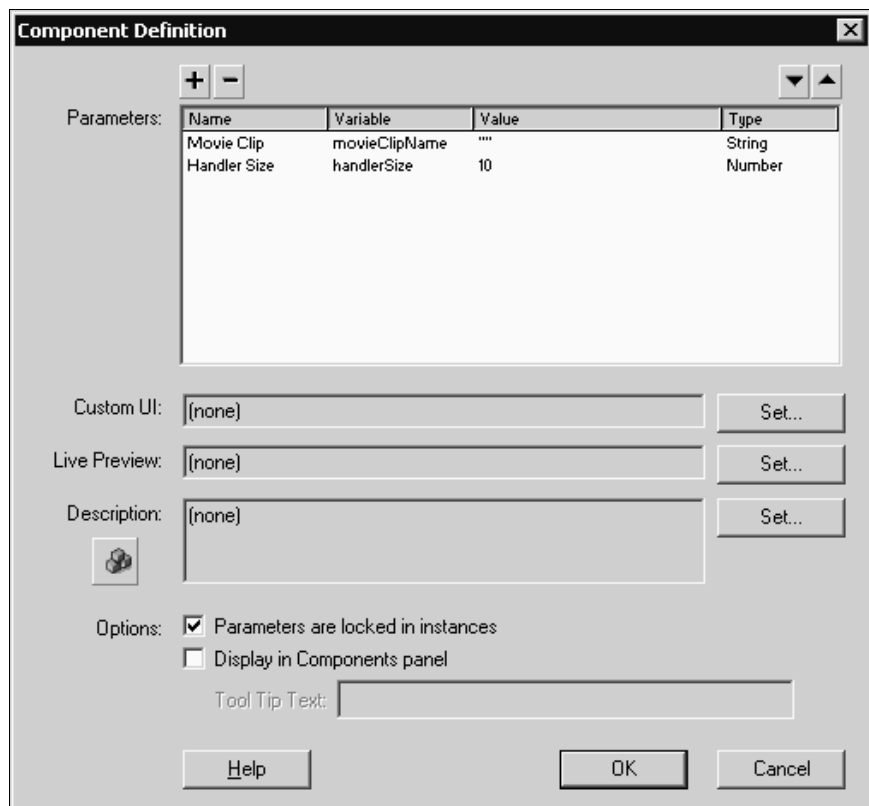 Component Definition
Parameters:
Name Variable Value Type
Movie Clip movieClipName "" String
Handler Size handlerSize 10 Number
Custom UI: (none) Set...
Live Preview: (none) Set...
Description: (none) Set...
Options: Parameters are locked in instances
Display in Components panel
Tool Tip Text:
Help OK Cancel